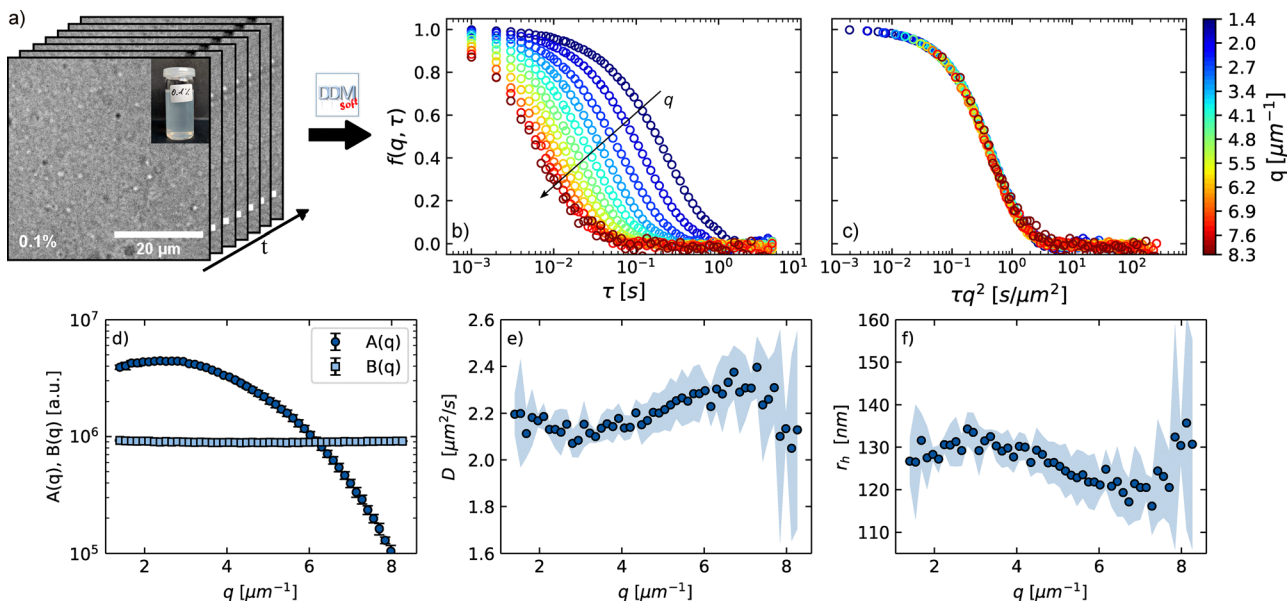 a)
0.1%
DDM
soft
0.1%
20 µm
t
f(q, τ)
1.0
0.8
0.6
0.4
0.2
0.0
q
b)
10⁻³ 10⁻² 10⁻¹ 10⁰ 10¹
τ [s]
c)
10⁻² 10⁻¹ 10⁰ 10¹ 10²
τq² [s/µm²]
1.4
2.0
2.7
3.4
4.1
4.8
5.5
6.2
6.9
7.6
8.3
q [µm⁻¹]
d)
A(q)
B(q)
A(q), B(q) [a.u.]
10⁷
10⁶
10⁵
2 4 6 8
q [µm⁻¹]
e)
D [µm²/s]
2.6
2.4
2.2
2.0
1.8
1.6
2 4 6 8
q [µm⁻¹]
f)
rₕ [nm]
160
150
140
130
120
110
2 4 6 8
q [µm⁻¹]